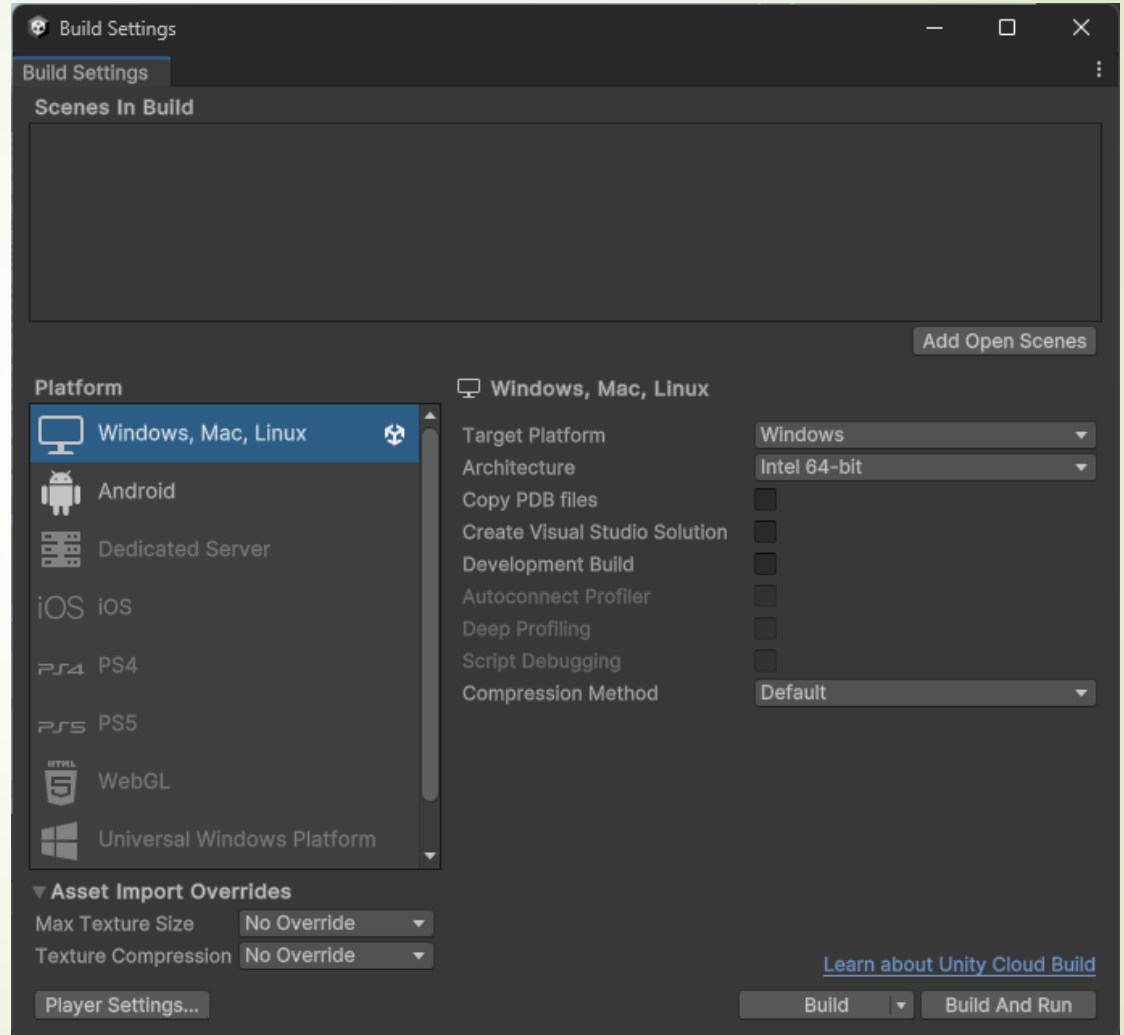 Build Settings
Build Settings
Scenes In Build
Add Open Scenes
Platform
Windows, Mac, Linux
Android
Dedicated Server
iOS iOS
PS4 PS4
PS5 PS5
HTML
5 WebGL
Universal Windows Platform
Windows, Mac, Linux
Target Platform Windows
Architecture Intel 64-bit
Copy PDB files
Create Visual Studio Solution
Development Build
Autoconnect Profiler
Deep Profiling
Script Debugging
Compression Method Default
Asset Import Overrides
Max Texture Size No Override
Texture Compression No Override
Learn about Unity Cloud Build
Player Settings... Build Build And Run